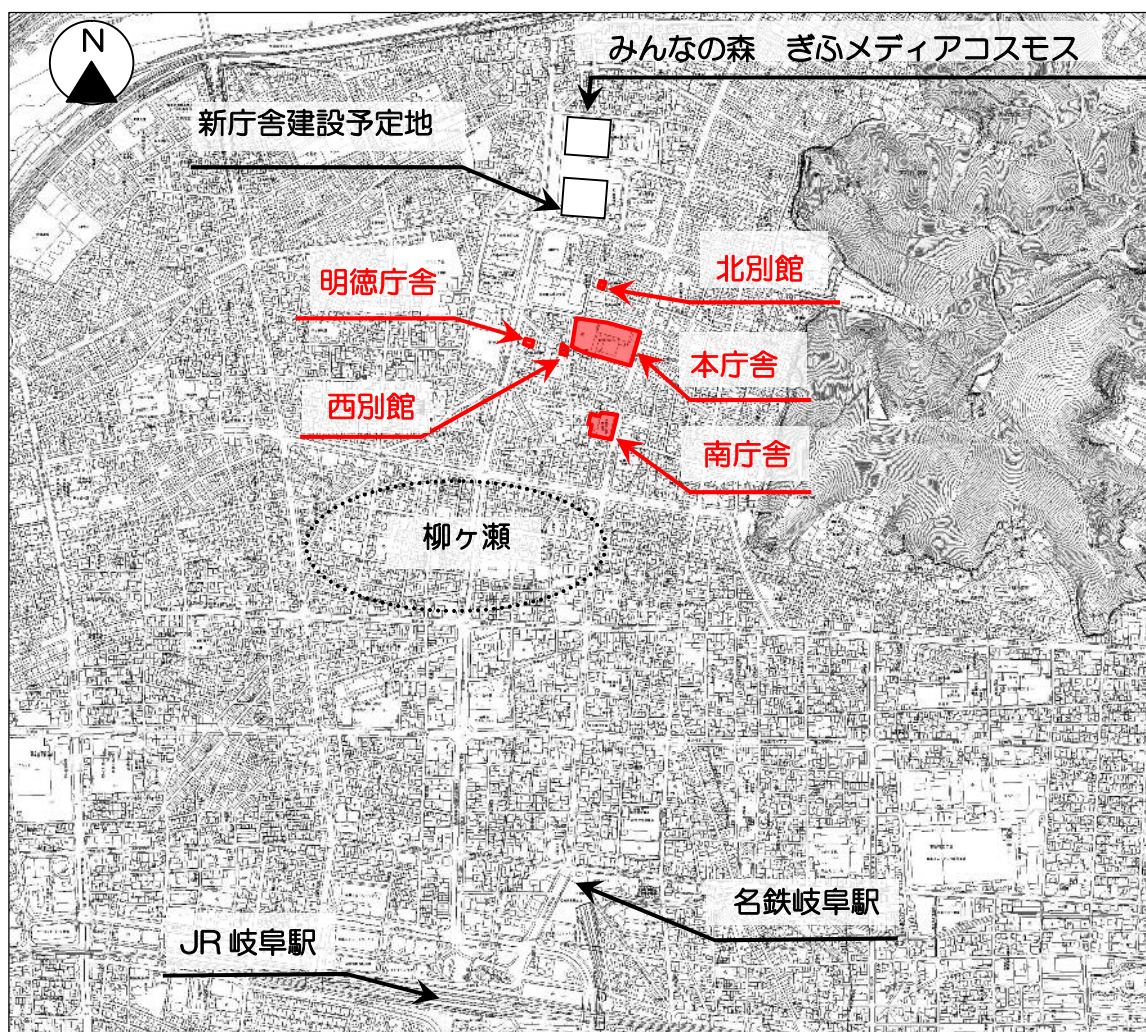 N
みんなの森 ぎふメディアコスモス
新庁舎建設予定地
北別館
明徳庁舎
本庁舎
西別館
南庁舎
柳ヶ瀬
名鉄岐阜駅
JR 岐阜駅